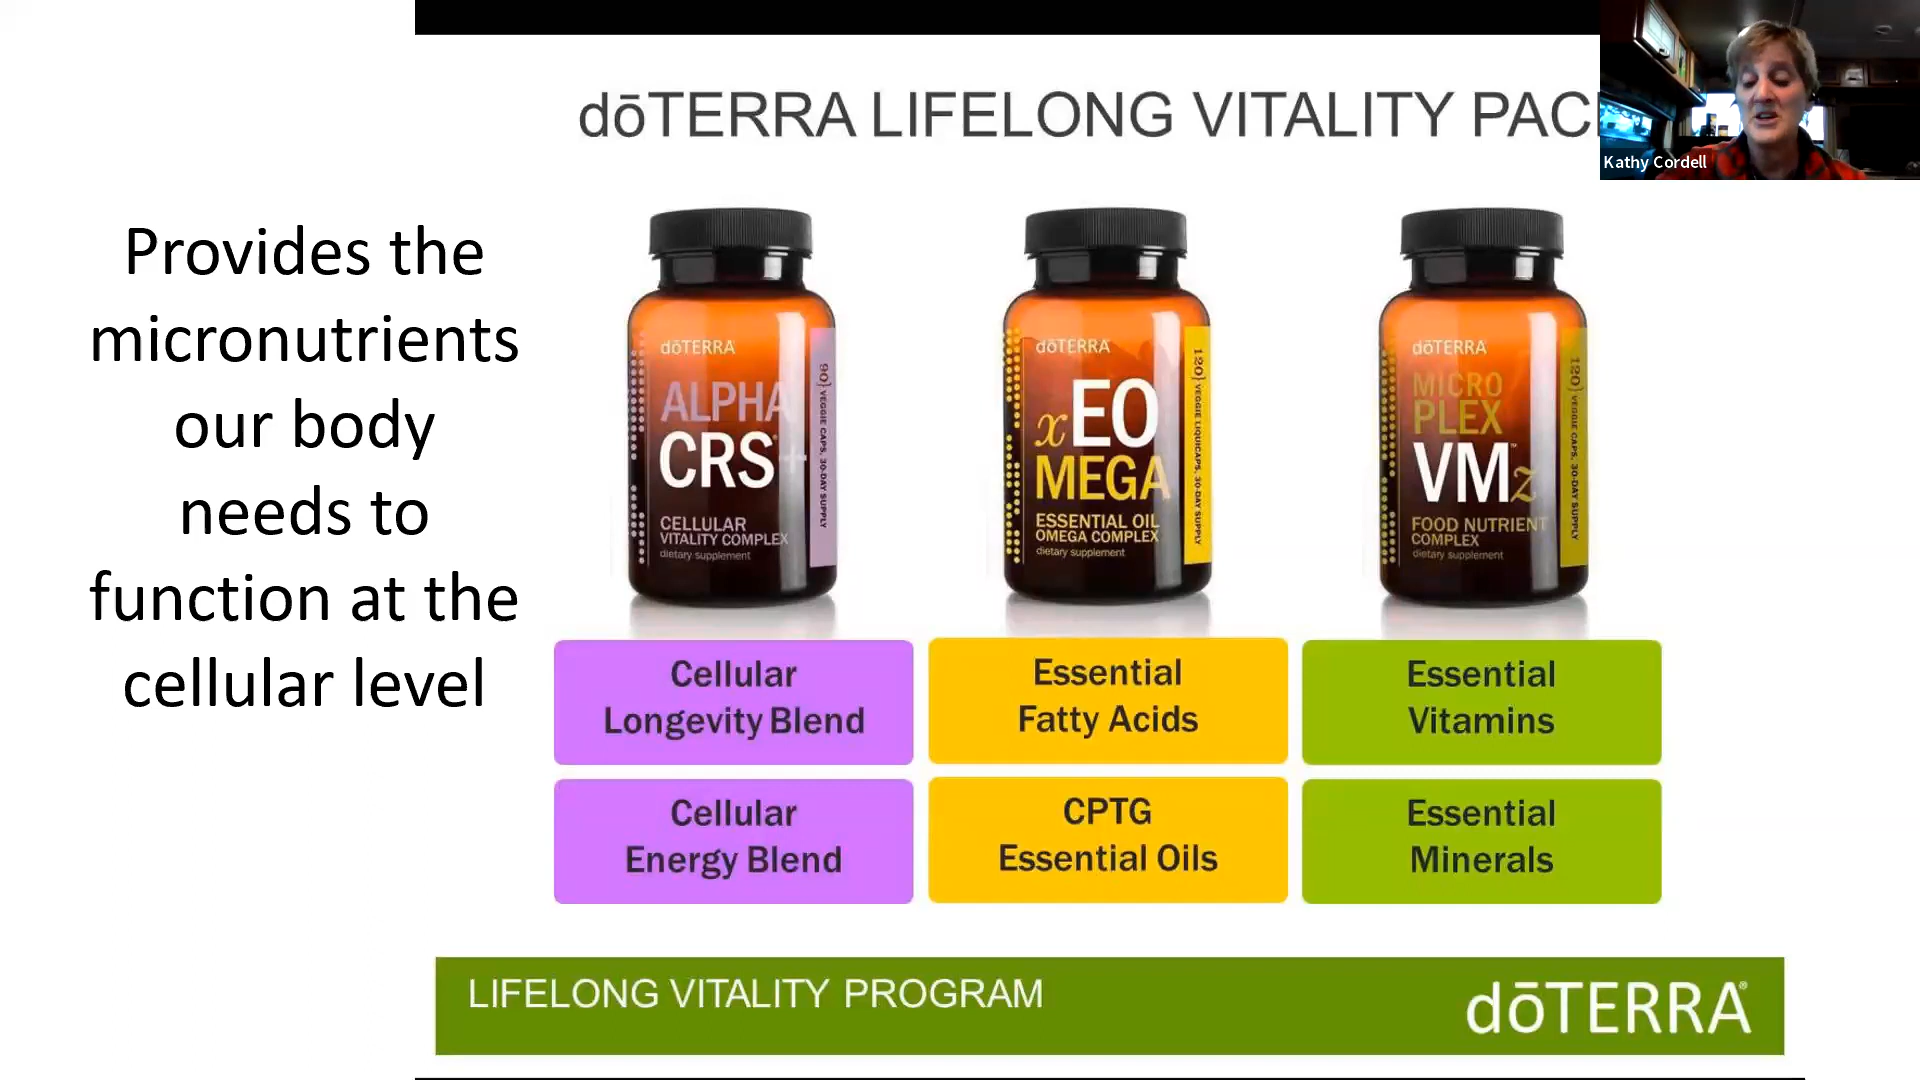 dōTERRA LIFELONG VITALITY PAC
Kathy Cordell
Provides the
micronutrients
our body
needs to
function at the
cellular level
dōTERRA
ALPHA
CRS+
CELLULAR
VITALITY COMPLEX
dietary supplement
90} VEGGIE CAPS, 30-DAY SUPPLY
dōTERRA
xEO
MEGA
ESSENTIAL OIL
OMEGA COMPLEX
dietary supplement
120} VEGGIE LIQUICAPS, 30-DAY SUPPLY
dōTERRA
MICRO
PLEX
VMz™
FOOD NUTRIENT
COMPLEX
dietary supplement
120} VEGGIE CAPS, 30-DAY SUPPLY
Cellular
Longevity Blend
Essential
Fatty Acids
Essential
Vitamins
Cellular
Energy Blend
CPTG
Essential Oils
Essential
Minerals
LIFELONG VITALITY PROGRAM
dōTERRA®